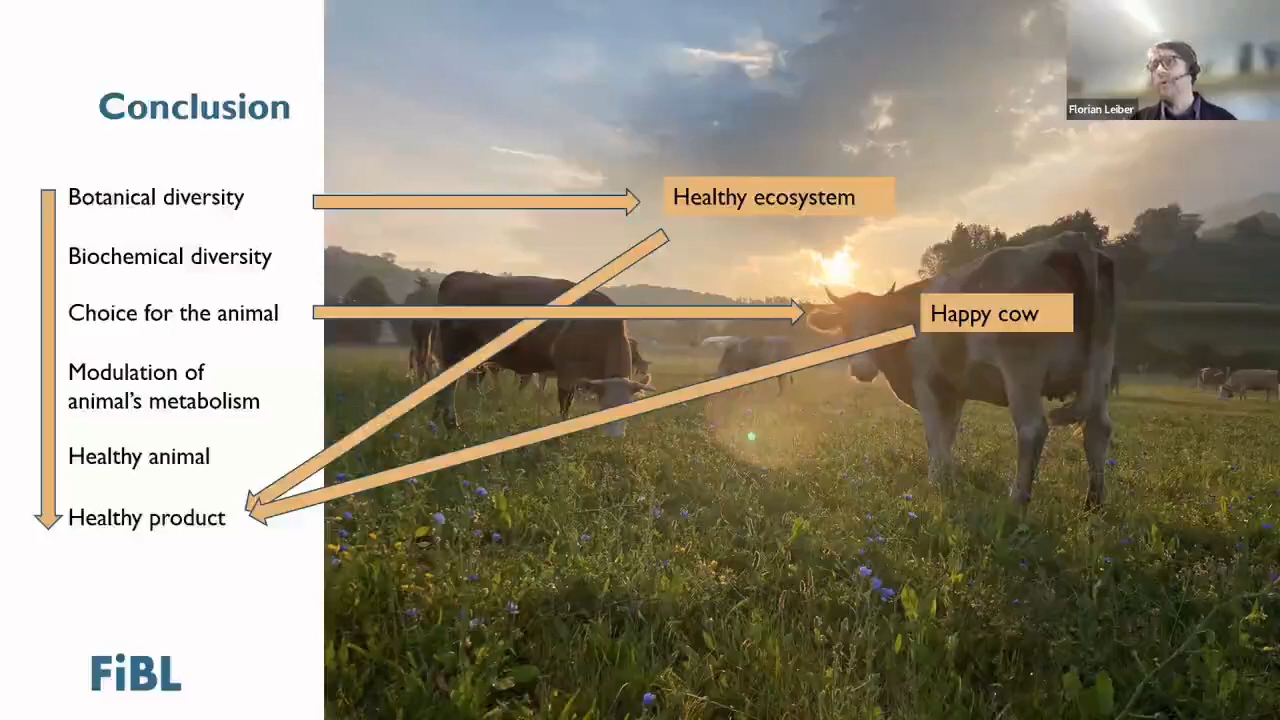 Conclusion
Botanical diversity
Healthy ecosystem
Biochemical diversity
Choice for the animal
Happy cow
Modulation of
animal's metabolism
Healthy animal
Healthy product
FiBL
Florian Leiber